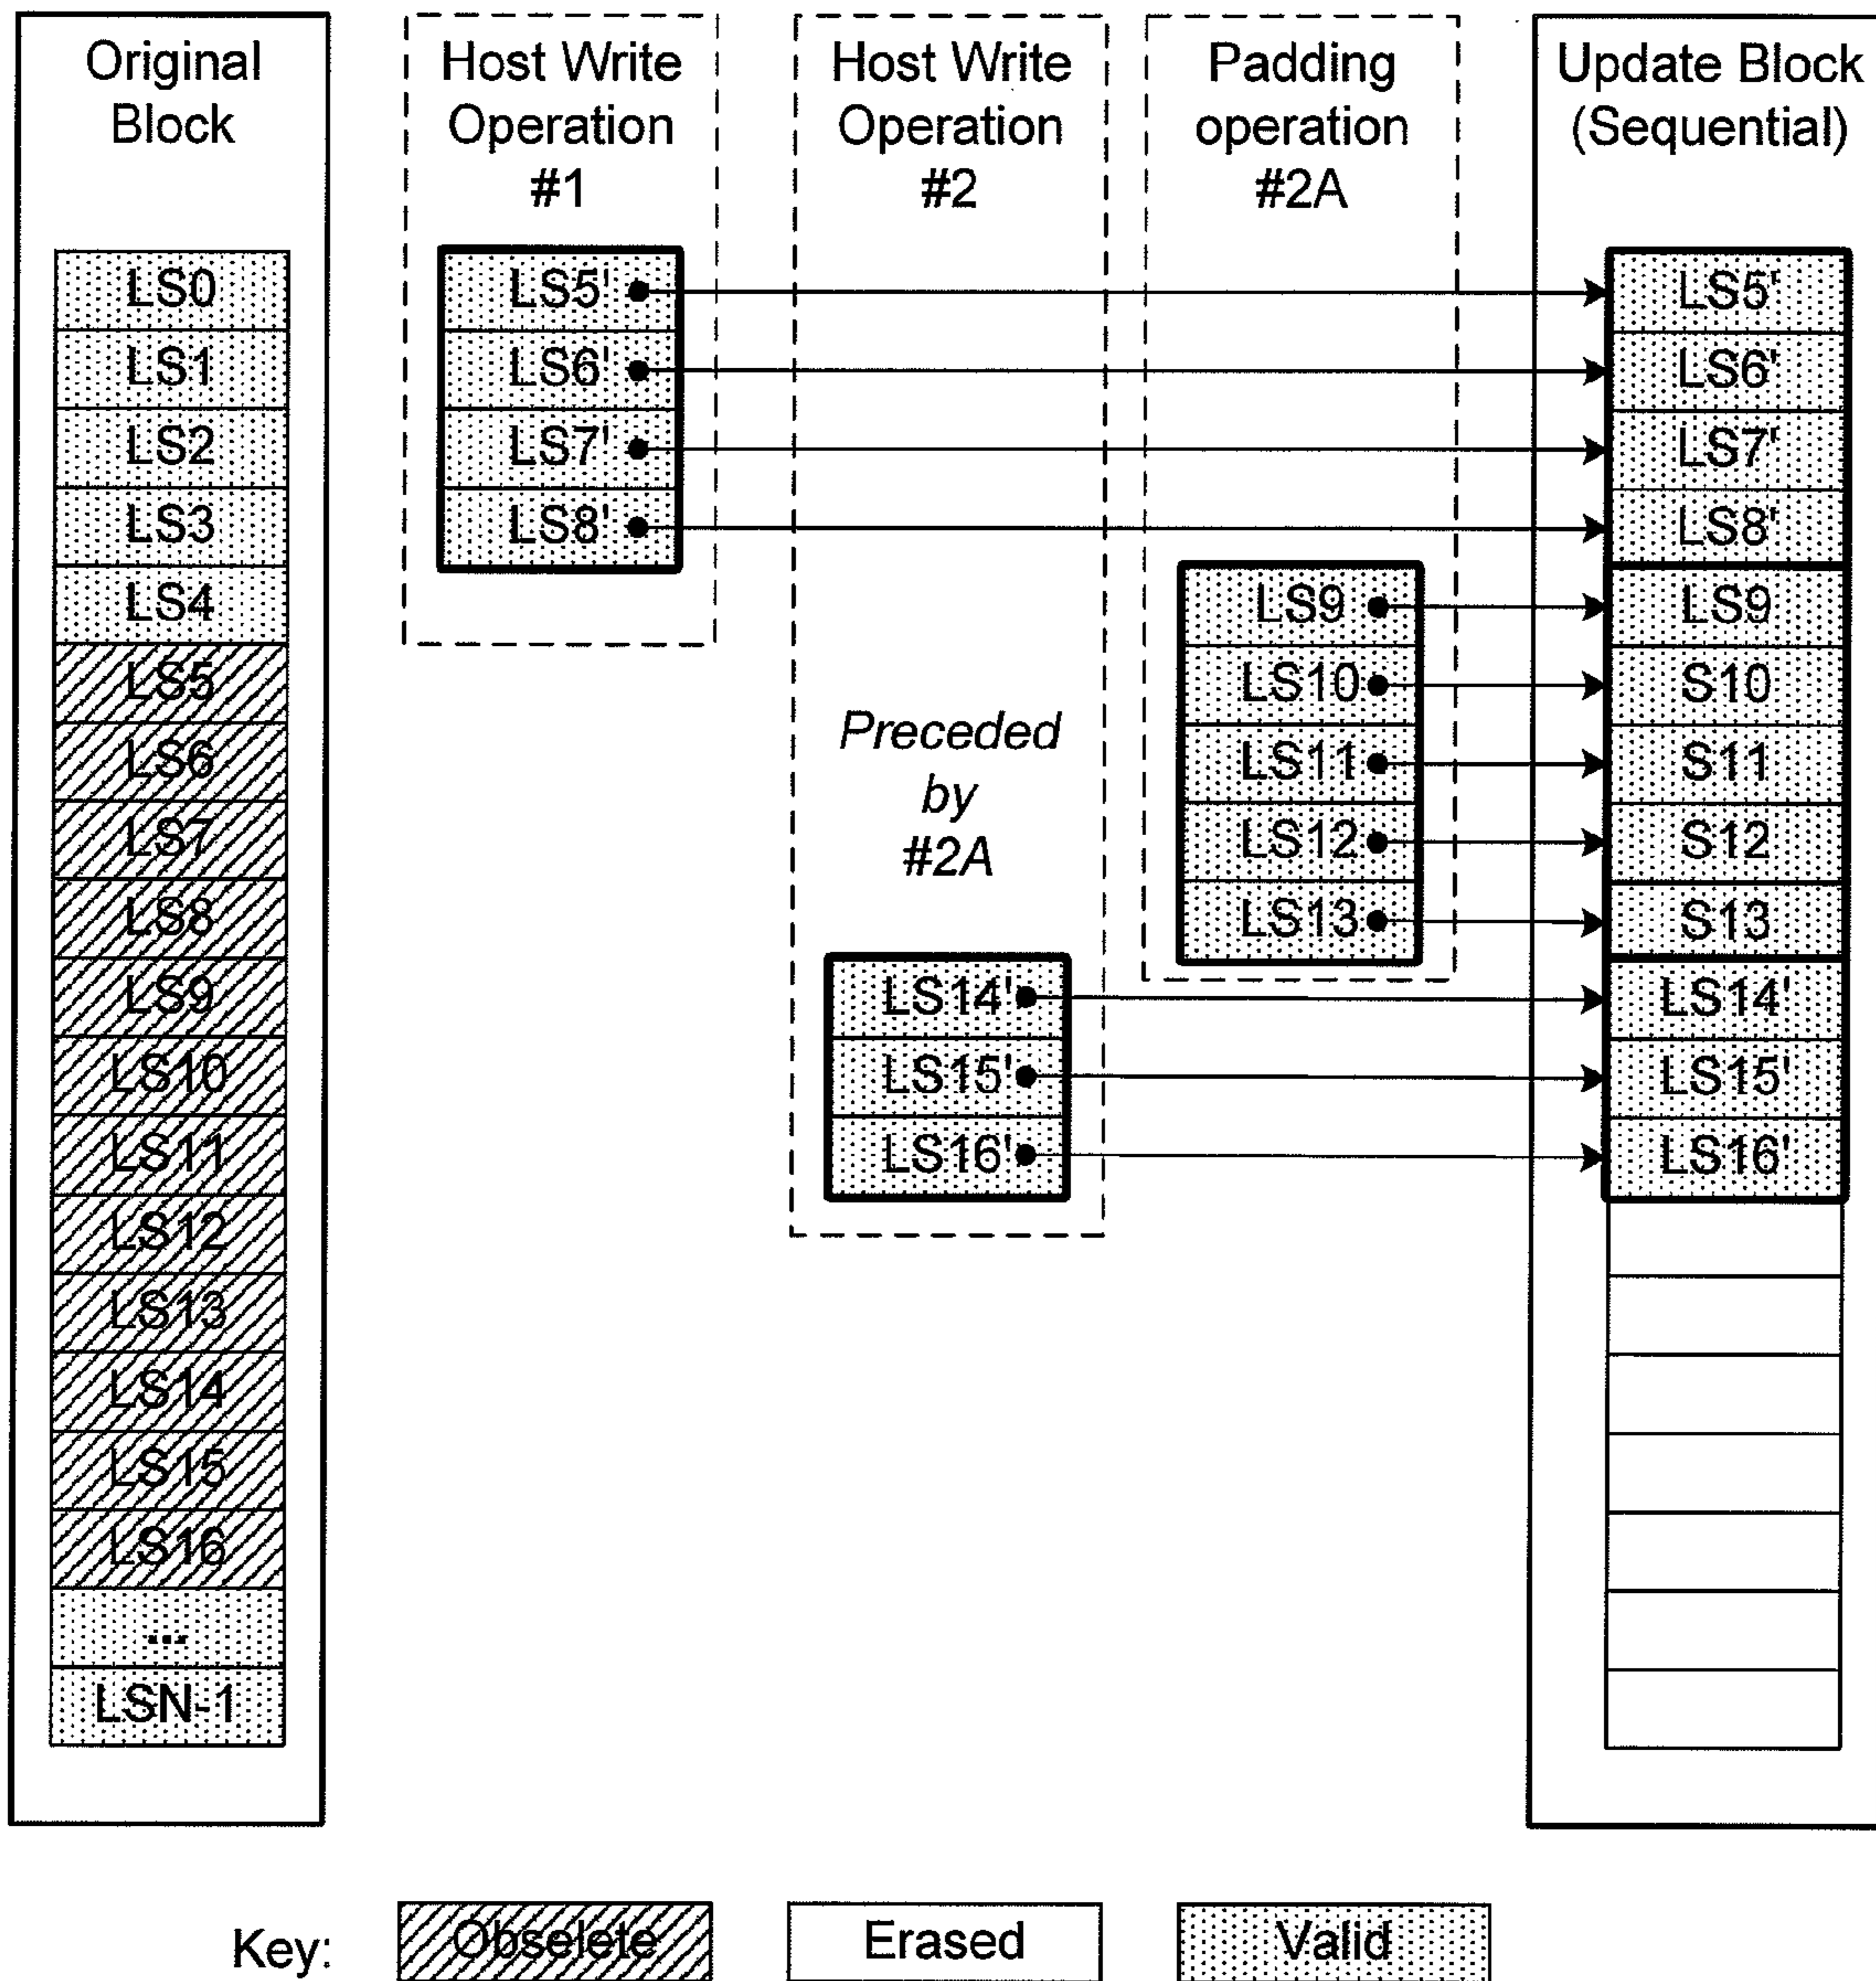 Original
Block
LS0
LS1
LS2
LS3
LS4
LS5
LS6
LS7
LS8
LS9
LS10
LS11
LS12
LS13
LS14
LS15
LS16
...
LSN-1
Host Write
Operation
#1
LS5'
LS6'
LS7'
LS8'
Host Write
Operation
#2
Preceded
by
#2A
LS14'
LS15'
LS16'
Padding
operation
#2A
LS9
LS10
LS11
LS12
LS13
Update Block
(Sequential)
LS5'
LS6'
LS7'
LS8'
LS9
S10
S11
S12
S13
LS14'
LS15'
LS16'
Key:
Obselete
Erased
Valid